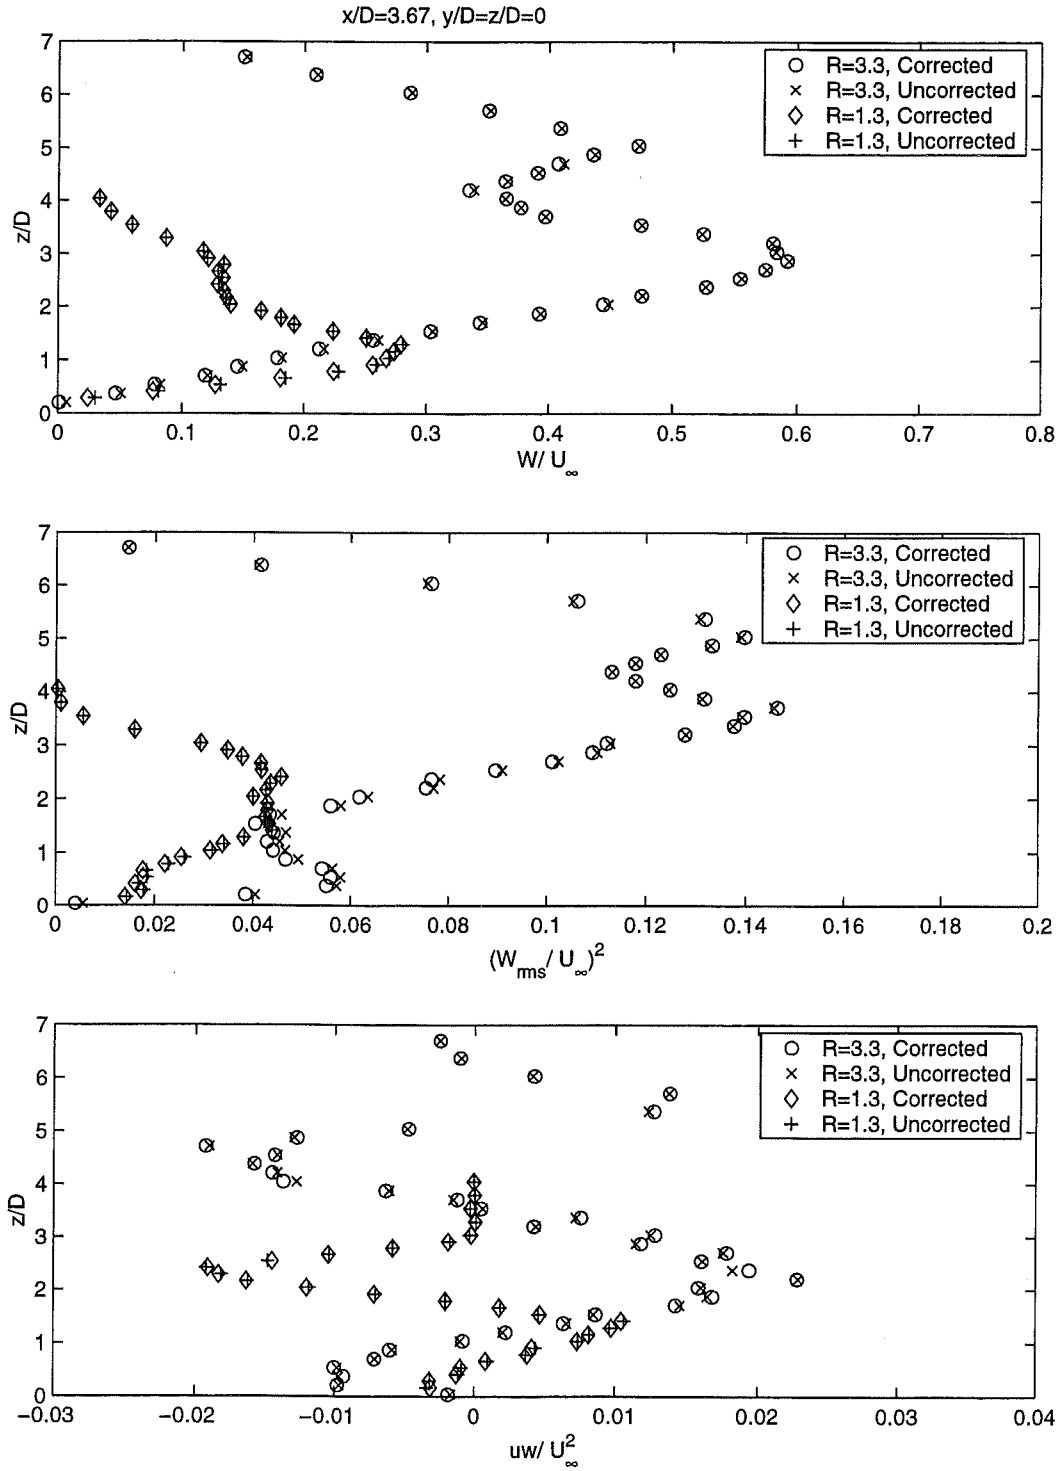 x/D=3.67, y/D=z/D=0
7
6
5
4
3
2
1
0
z/D
0 0.1 0.2 0.3 0.4 0.5 0.6 0.7 0.8
W/ U∞
R=3.3, Corrected
R=3.3, Uncorrected
R=1.3, Corrected
R=1.3, Uncorrected
7
6
5
4
3
2
1
0
z/D
0 0.02 0.04 0.06 0.08 0.1 0.12 0.14 0.16 0.18 0.2
(Wrms/ U∞)²
R=3.3, Corrected
R=3.3, Uncorrected
R=1.3, Corrected
R=1.3, Uncorrected
7
6
5
4
3
2
1
0
z/D
−0.03 −0.02 −0.01 0 0.01 0.02 0.03 0.04
uw/ U²∞
R=3.3, Corrected
R=3.3, Uncorrected
R=1.3, Corrected
R=1.3, Uncorrected